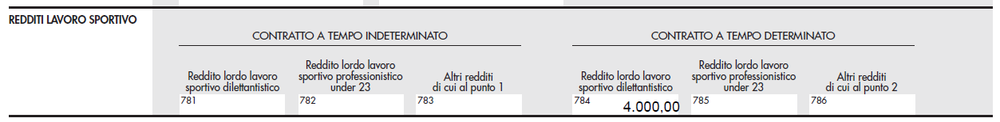 REDDITI LAVORO SPORTIVO
CONTRATTO A TEMPO INDETERMINATO
CONTRATTO A TEMPO DETERMINATO
Reddito lordo lavoro
sportivo dilettantistico
Reddito lordo lavoro
sportivo professionistico
under 23
Altri redditi
di cui al punto 1
Reddito lordo lavoro
sportivo dilettantistico
Reddito lordo lavoro
sportivo professionistico
under 23
Altri redditi
di cui al punto 2
781
782
783
784 4.000,00
785
786